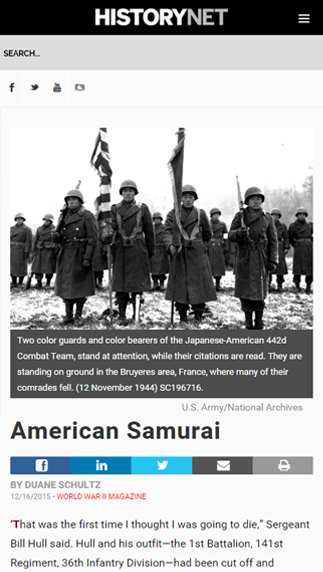 HISTORYNET
SEARCH...
Two color guards and color bearers of the Japanese-American 442d
Combat Team, stand at attention, while their citations are read. They are
standing on ground in the Bruyeres area, France, where many of their
comrades fell. (12 November 1944) SC196716.
U.S. Army/National Archives
American Samurai
BY DUANE SCHULTZ
12/16/2015 • WORLD WAR II MAGAZINE
‘That was the first time I thought I was going to die,” Sergeant
Bill Hull said. Hull and his outfit—the 1st Battalion, 141st
Regiment, 36th Infantry Division—had been cut off and